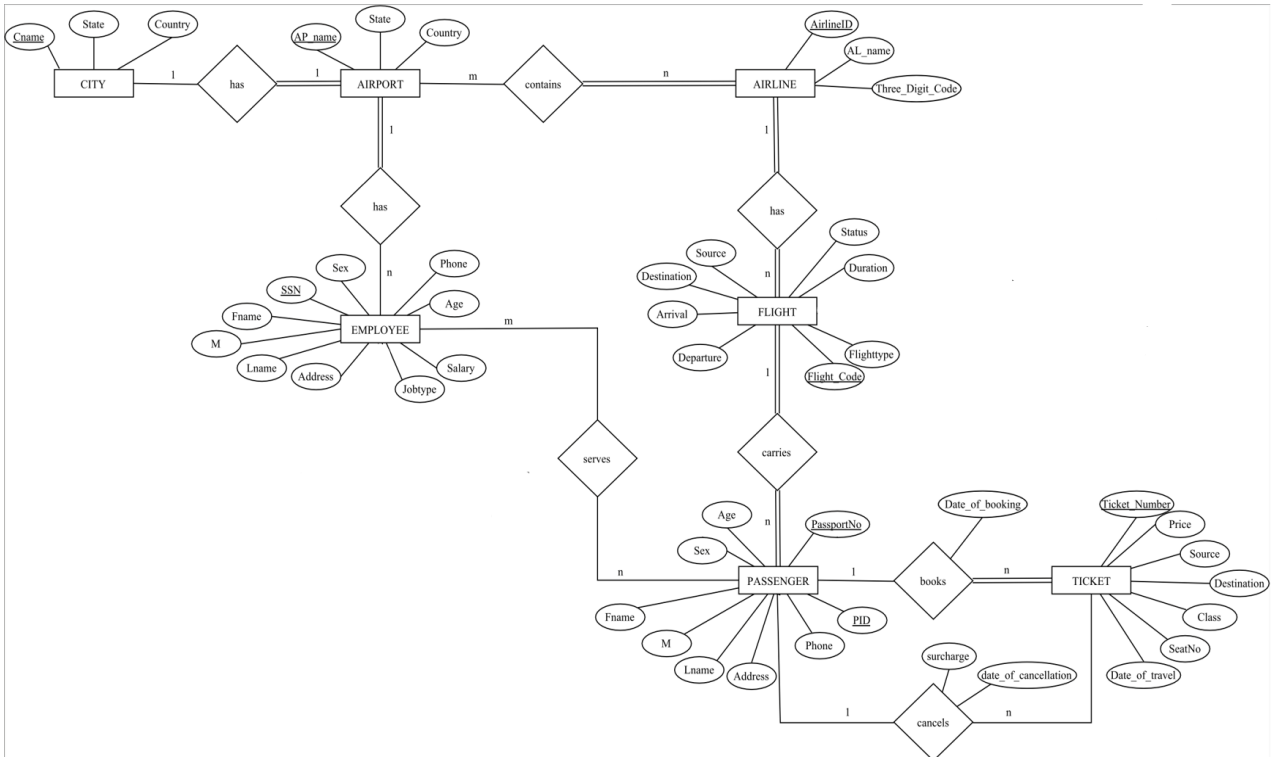 State
Country
Cname
CITY
1
has
1
State
AP_name
Country
AIRPORT
m
contains
n
AirlineID
AL_name
AIRLINE
Three_Digit_Code
1
has
n
1
has
n
Sex
Phone
SSN
Age
Fname
EMPLOYEE
M
Lname
Address
Jobtype
Salary
m
serves
n
Source
Status
Destination
Duration
Arrival
FLIGHT
Departure
Flighttype
Flight_Code
1
carries
n
Age
PassportNo
Sex
PASSENGER
Fname
M
Lname
Address
Phone
PID
1
books
n
Date_of_booking
Ticket_Number
Price
Source
TICKET
Destination
Class
SeatNo
Date_of_travel
surcharge
date_of_cancellation
1
cancels
n